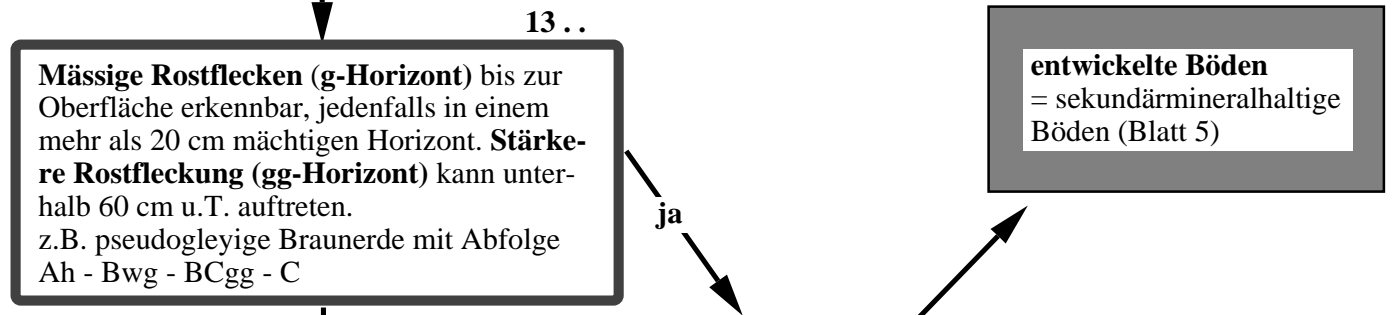 13 . .
Mässige Rostflecken (g-Horizont) bis zur
Oberfläche erkennbar, jedenfalls in einem
mehr als 20 cm mächtigen Horizont. Stärke-
re Rostfleckung (gg-Horizont) kann unter-
halb 60 cm u.T. auftreten.
z.B. pseudogleyige Braunerde mit Abfolge
Ah - Bwg - BCgg - C
ja
entwickelte Böden
= sekundärmineralhaltige
Böden (Blatt 5)